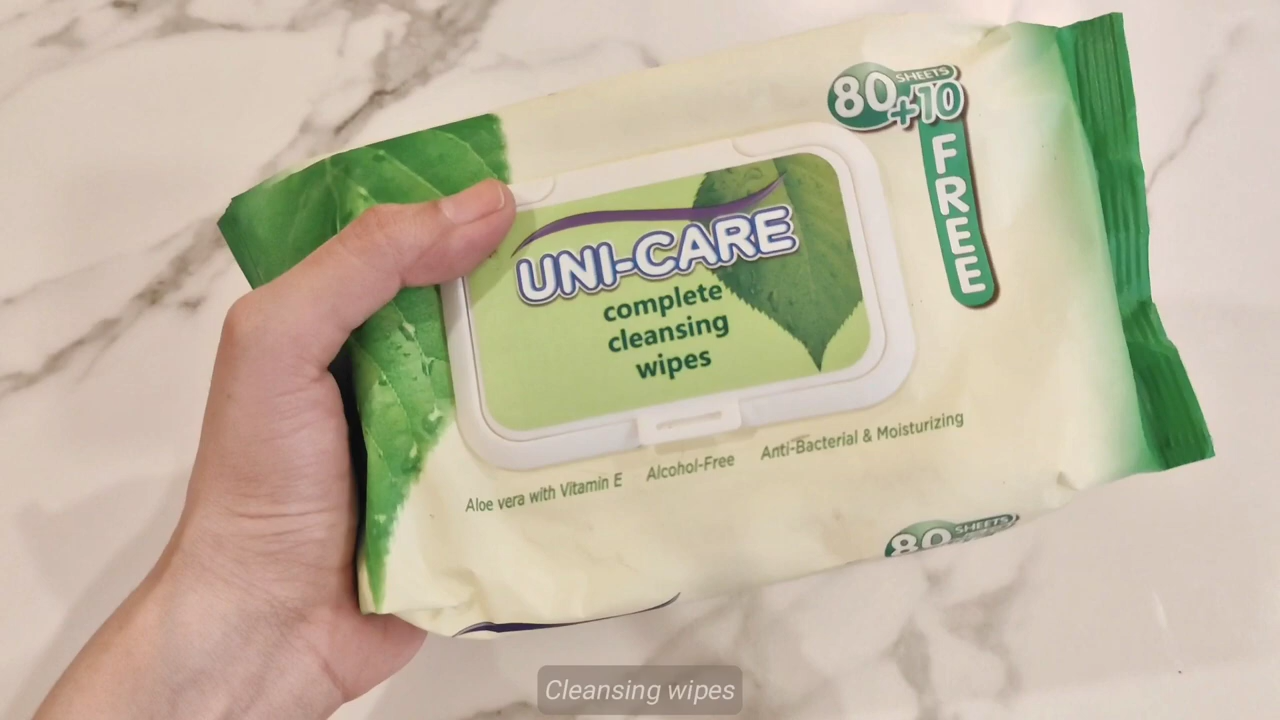 80 SHEETS
+10
FREE
UNI-CARE
complete
cleansing
wipes
Aloe vera with Vitamin E Alcohol-Free Anti-Bacterial & Moisturizing
80 SHEETS
Cleansing wipes